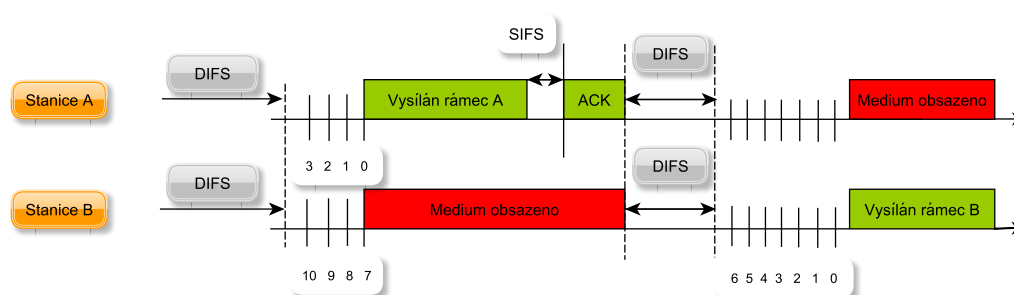 SIFS
DIFS
DIFS
Stanice A
Vysílán rámec A
ACK
Medium obsazeno
3 2 1 0
DIFS
DIFS
Stanice B
Medium obsazeno
Vysílán rámec B
10 9 8 7
6 5 4 3 2 1 0